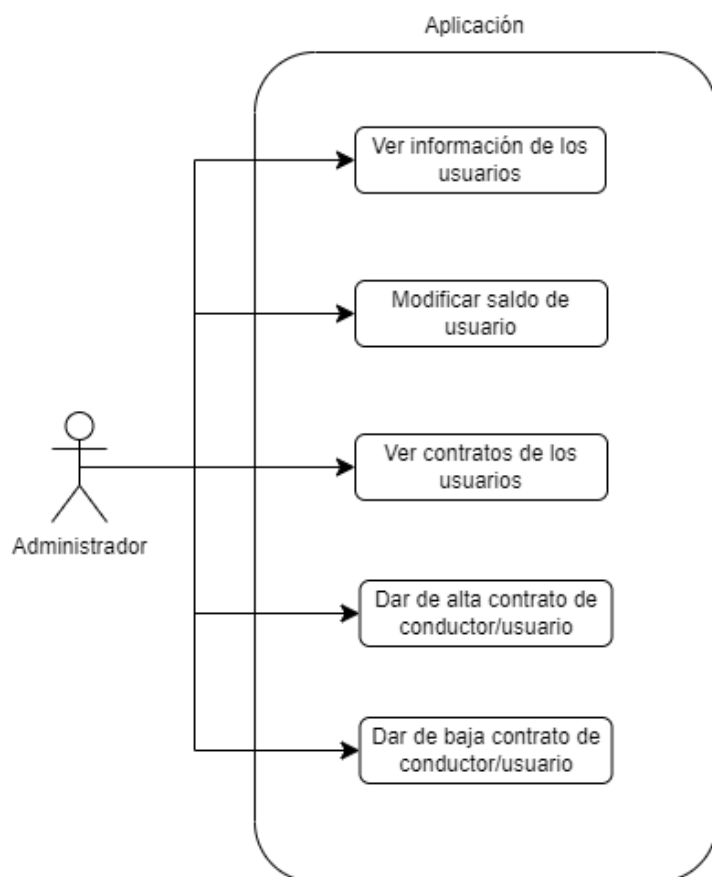 Aplicación
Ver información de los
usuarios
Modificar saldo de
usuario
Ver contratos de los
usuarios
Administrador
Dar de alta contrato de
conductor/usuario
Dar de baja contrato de
conductor/usuario